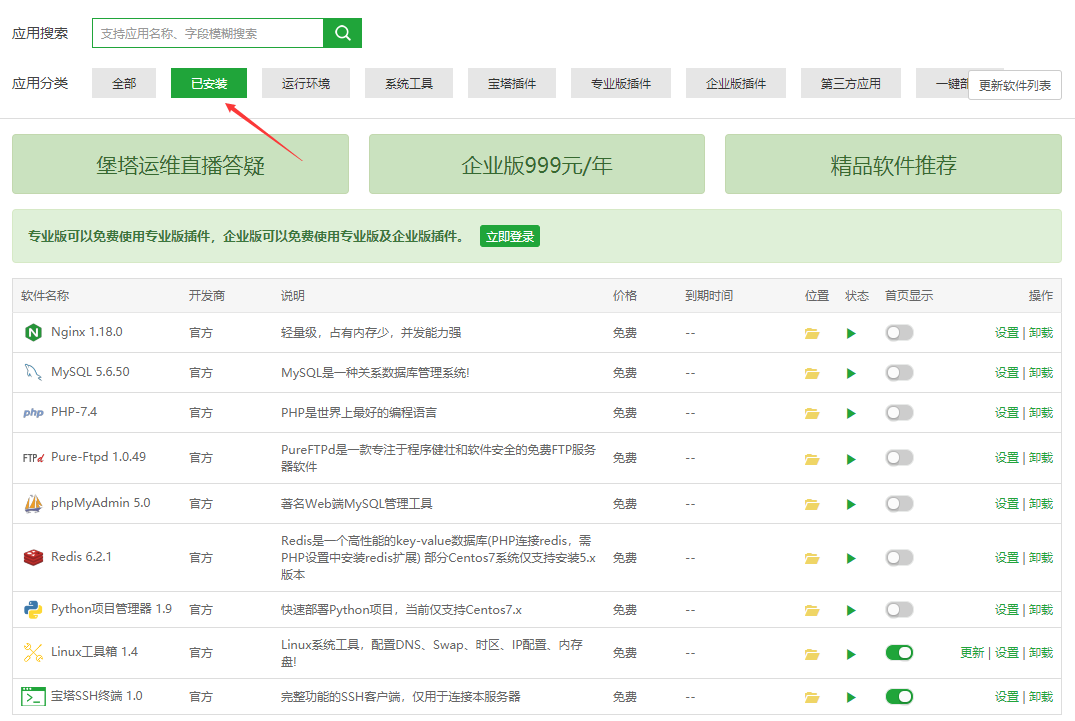 应用搜索 支持应用名称、字段模糊搜索
应用分类 全部 已安装 运行环境 系统工具 宝塔插件 专业版插件 企业版插件 第三方应用 一键部 更新软件列表
堡塔运维直播答疑 企业版999元/年 精品软件推荐
专业版可以免费使用专业版插件，企业版可以免费使用专业版及企业版插件。 立即登录
软件名称 开发商 说明 价格 到期时间 位置 状态 首页显示 操作
Nginx 1.18.0 官方 轻量级，占有内存少，并发能力强 免费 -- 设置 | 卸载
MySQL 5.6.50 官方 MySQL是一种关系数据库管理系统! 免费 -- 设置 | 卸载
php PHP-7.4 官方 PHP是世界上最好的编程语言 免费 -- 设置 | 卸载
FTPd Pure-Ftpd 1.0.49 官方 PureFTPd是一款专注于程序健壮和软件安全的免费FTP服务
器软件 免费 -- 设置 | 卸载
phpMyAdmin 5.0 官方 著名Web端MySQL管理工具 免费 -- 设置 | 卸载
Redis 6.2.1 官方 Redis是一个高性能的key-value数据库(PHP连接redis，需
PHP设置中安装redis扩展) 部分Centos7系统仅支持安装5.x
版本 免费 -- 设置 | 卸载
Python项目管理器 1.9 官方 快速部署Python项目，当前仅支持Centos7.x 免费 -- 设置 | 卸载
Linux工具箱 1.4 官方 Linux系统工具，配置DNS、Swap、时区、IP配置、内存
盘! 免费 -- 更新 | 设置 | 卸载
宝塔SSH终端 1.0 官方 完整功能的SSH客户端，仅用于连接本服务器 免费 -- 设置 | 卸载